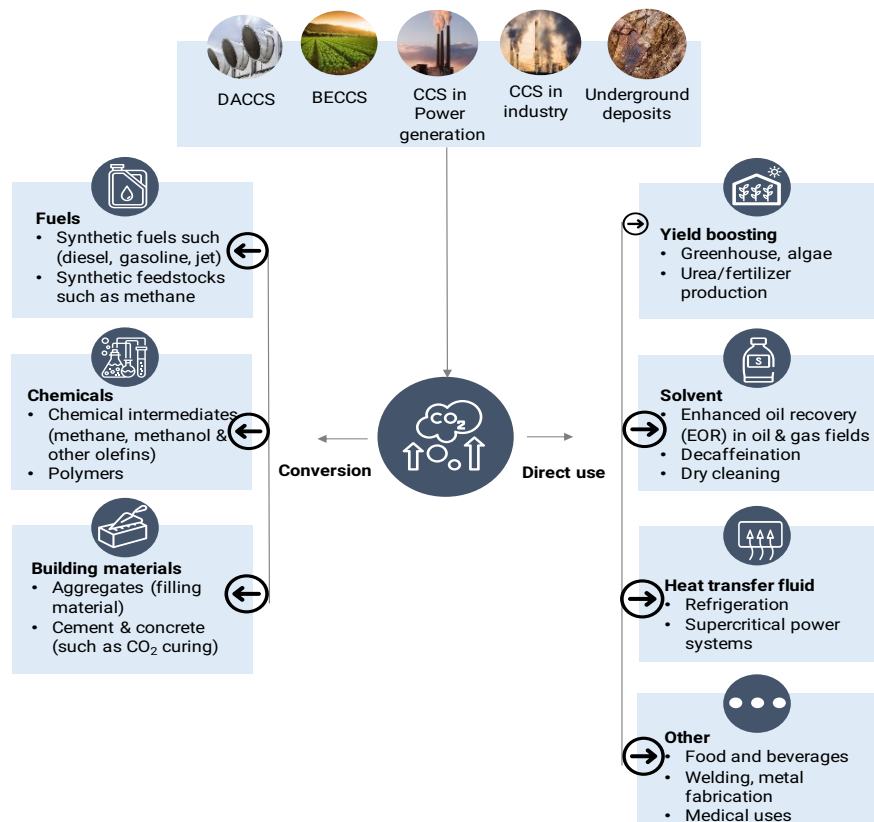 DACCS
BECCS
CCS in
Power
generation
CCS in
industry
Underground
deposits
Fuels
• Synthetic fuels such
(diesel, gasoline, jet)
• Synthetic feedstocks
such as methane
Chemicals
• Chemical intermediates
(methane, methanol &
other olefins)
• Polymers
Building materials
• Aggregates (filling
material)
• Cement & concrete
(such as CO₂ curing)
Conversion
CO₂
Direct use
Yield boosting
• Greenhouse, algae
• Urea/fertilizer
production
S
Solvent
• Enhanced oil recovery
(EOR) in oil & gas fields
• Decaffeination
• Dry cleaning
Heat transfer fluid
• Refrigeration
• Supercritical power
systems
Other
• Food and beverages
• Welding, metal
fabrication
• Medical uses